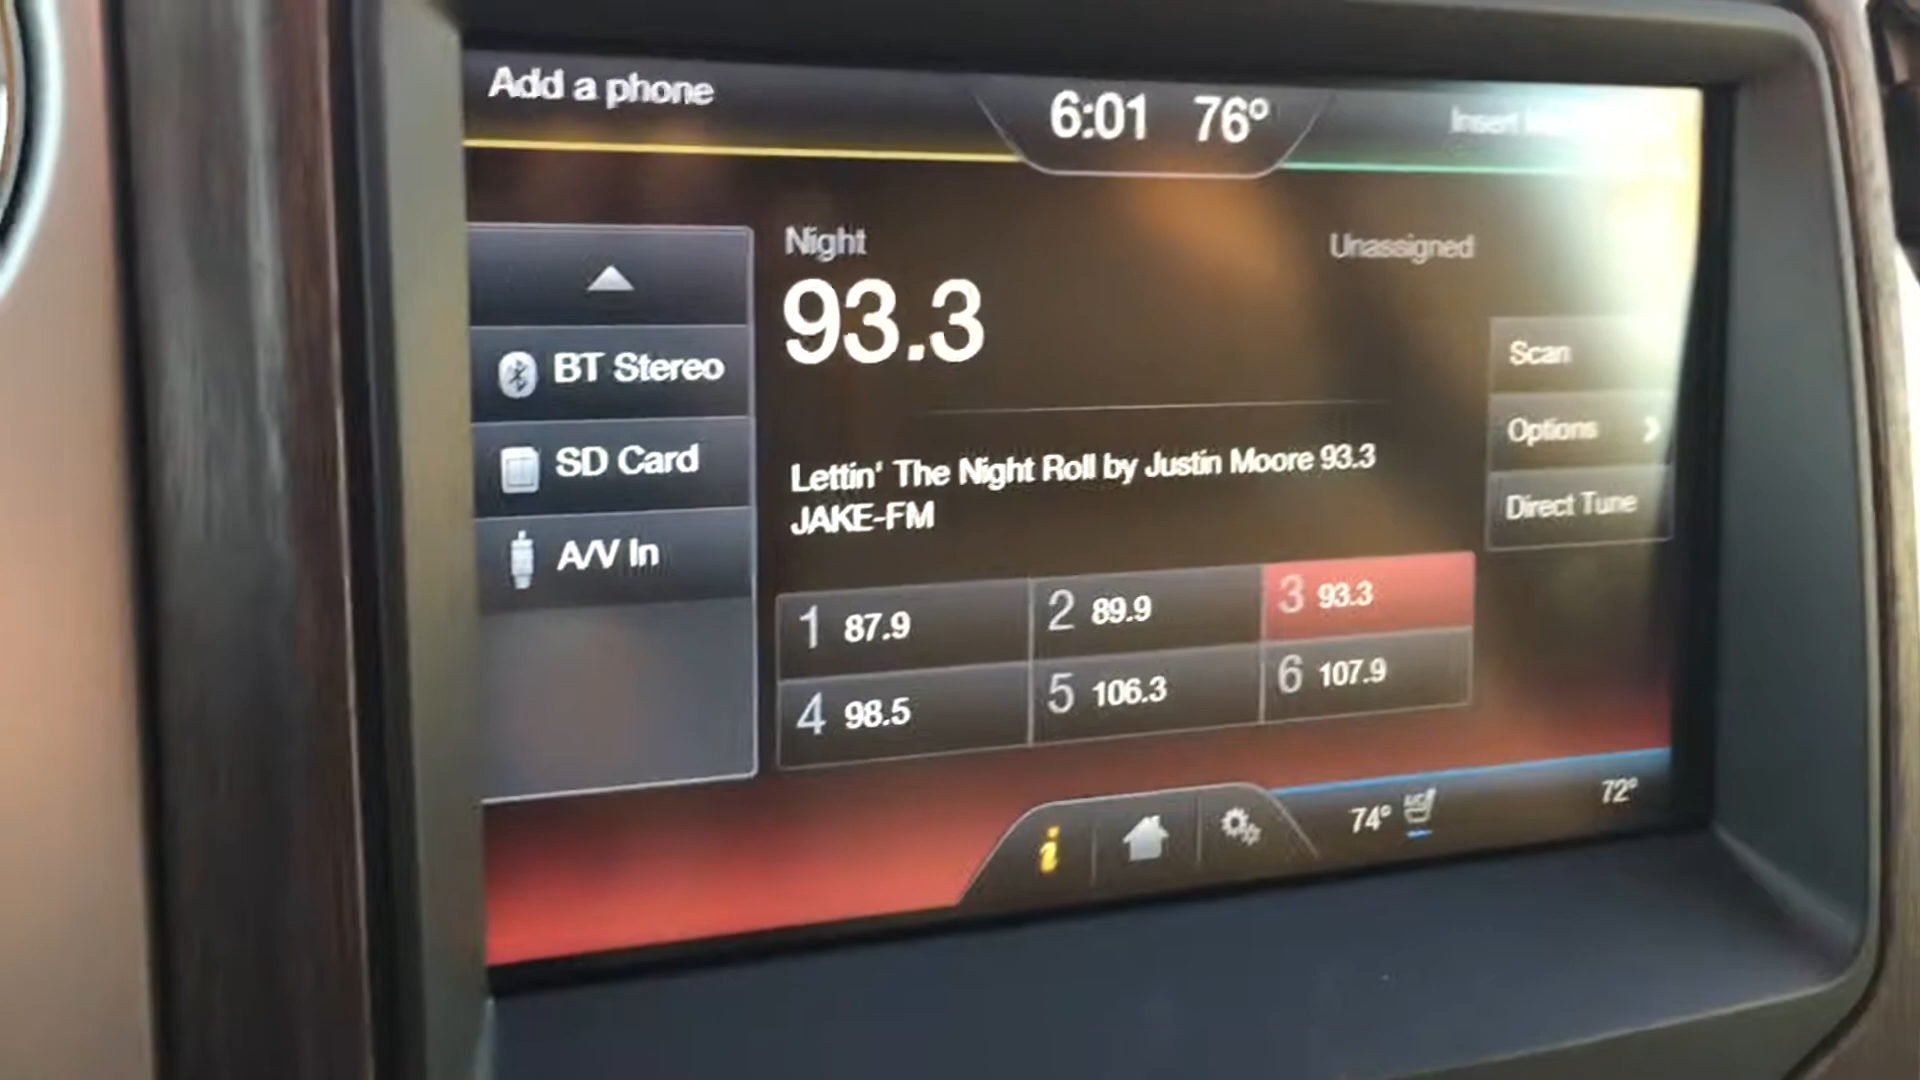 Add a phone
6:01 76°
Insert
Night
Unassigned
93.3
BT Stereo
SD Card
A/V In
Scan
Options
Direct Tune
Lettin' The Night Roll by Justin Moore 93.3
JAKE-FM
1 87.9
2 89.9
3 93.3
4 98.5
5 106.3
6 107.9
i
74°
72°